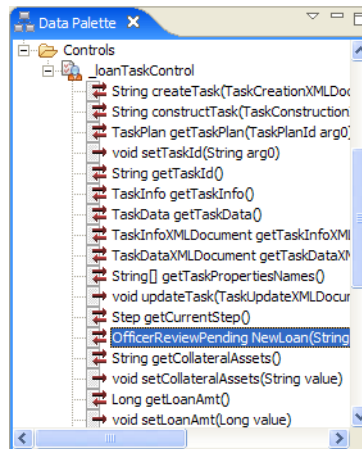 Data Palette
Controls
_loanTaskControl
String createTask(TaskCreationXMLDoc
String constructTask(TaskConstruction
TaskPlan getTaskPlan(TaskPlanId arg0)
void setTaskId(String arg0)
String getTaskId()
TaskInfo getTaskInfo()
TaskData getTaskData()
TaskInfoXMLDocument getTaskInfoXML
TaskDataXMLDocument getTaskDataXM
String[] getTaskPropertiesNames()
void updateTask(TaskUpdateXMLDocum
Step getCurrentStep()
OfficerReviewPending NewLoan(String
String getCollateralAssets()
void setCollateralAssets(String value)
Long getLoanAmt()
void setLoanAmt(Long value)